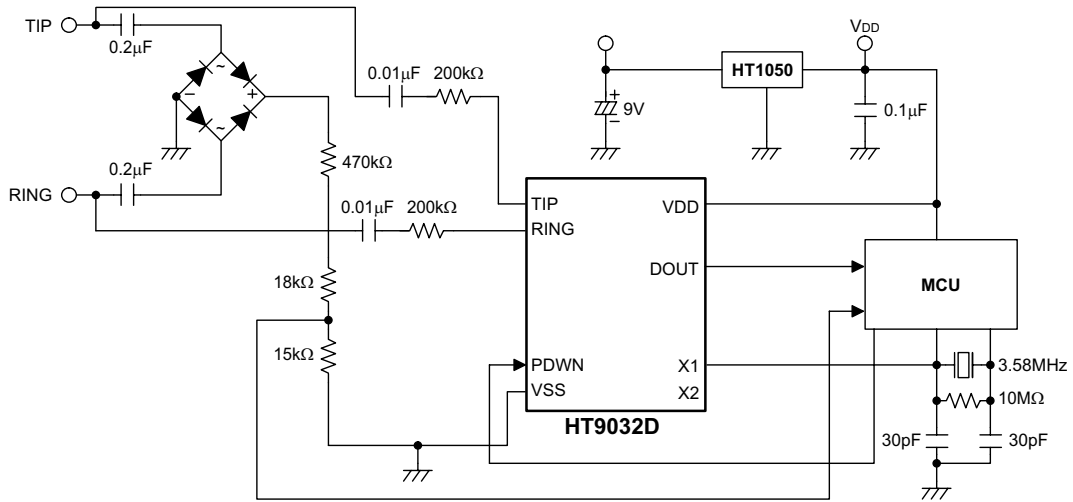 TIP
0.2μF
~
−
+
~
0.2μF
RING
0.01μF
200kΩ
470kΩ
0.01μF
200kΩ
18kΩ
15kΩ
+
−
9V
HT1050
VDD
0.1μF
TIP
RING
PDWN
VSS
VDD
DOUT
X1
X2
HT9032D
MCU
3.58MHz
10MΩ
30pF
30pF